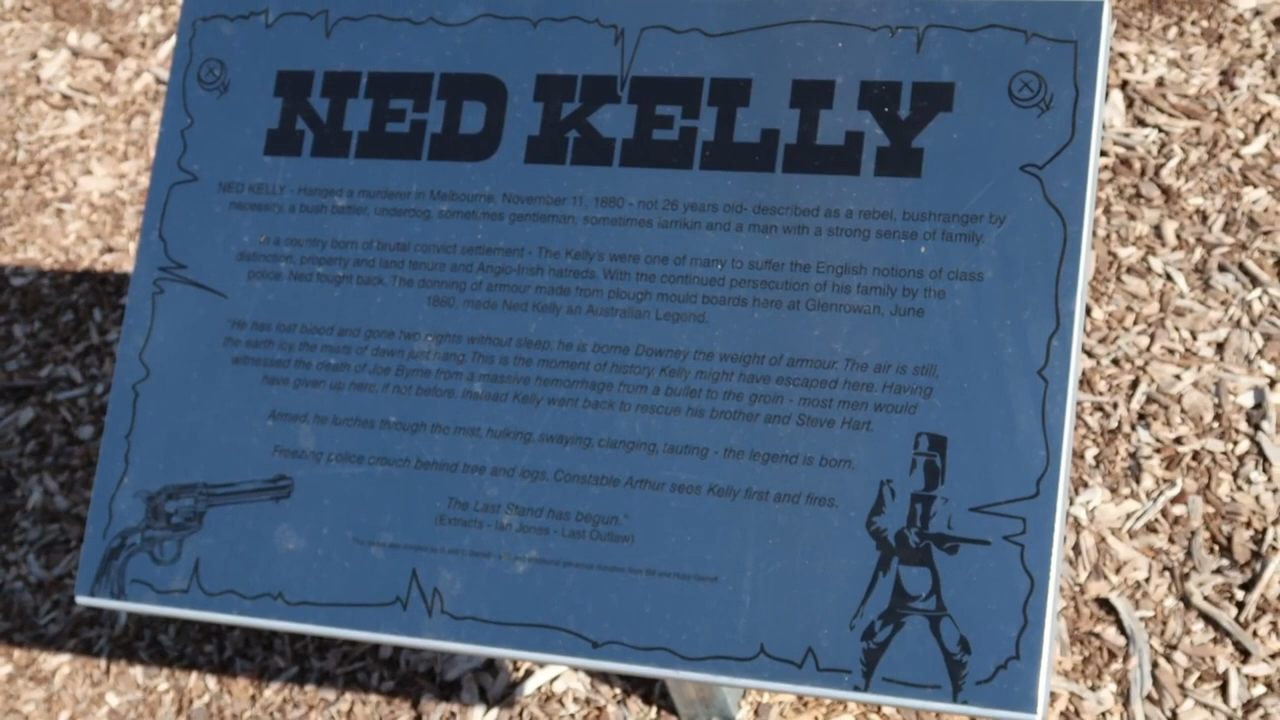 NED KELLY
NED KELLY - Hanged a murderer in Melbourne, November 11, 1880 - not 26 years old- described as a rebel, bushranger by
necessity, a bush battler, underdog, sometimes gentleman, sometimes larrikin and a man with a strong sense of family.
In a country born of brutal convict settlement - The Kelly's were one of many to suffer the English notions of class
distinction, property and land tenure and Anglo-Irish hatreds. With the continued persecution of his family by the
police, Ned fought back. The donning of armour made from plough mould boards here at Glenrowan, June
1880, made Ned Kelly an Australian Legend.
"He has lost blood and gone two nights without sleep, he is borne Downey the weight of armour. The air is still,
the earth icy, the mists of dawn just hang. This is the moment of history. Kelly might have escaped here. Having
witnessed the death of Joe Byrne from a massive hemorrhage from a bullet to the groin - most men would
have given up here, if not before, instead Kelly went back to rescue his brother and Steve Hart.
Armed, he lurches through the mist, hulking, swaying, clanging, tauting - the legend is born.
Freezing police crouch behind tree and logs, Constable Arthur sees Kelly first and fires.
The Last Stand has begun."
(Extracts - Ian Jones - Last Outlaw)